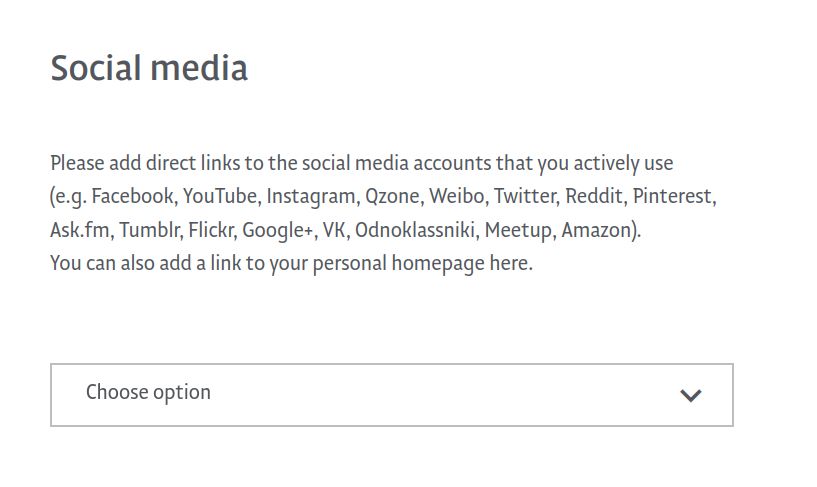 Social media
Please add direct links to the social media accounts that you actively use
(e.g. Facebook, YouTube, Instagram, Qzone, Weibo, Twitter, Reddit, Pinterest,
Ask.fm, Tumblr, Flickr, Google+, VK, Odnoklassniki, Meetup, Amazon).
You can also add a link to your personal homepage here.
Choose option